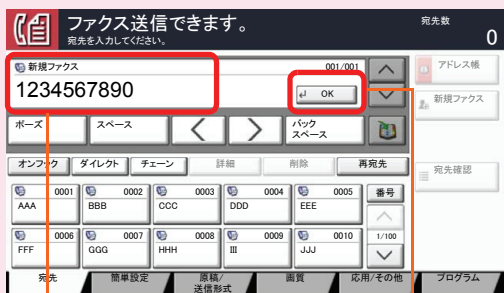 ファクス送信できます。
宛先を入力してください。
宛先数
0
新規ファクス
001/001
1234567890
OK
アドレス帳
新規ファクス
ポーズ
スペース
バック
スペース
オンフック
ダイレクト
チェーン
詳細
削除
再宛先
宛先確認
0001
AAA
0002
BBB
0003
CCC
0004
DDD
0005
EEE
番号
0006
FFF
0007
GGG
0008
HHH
0009
III
0010
JJJ
1/100
宛先
簡単設定
原稿/
送信形式
画質
応用/その他
プログラム